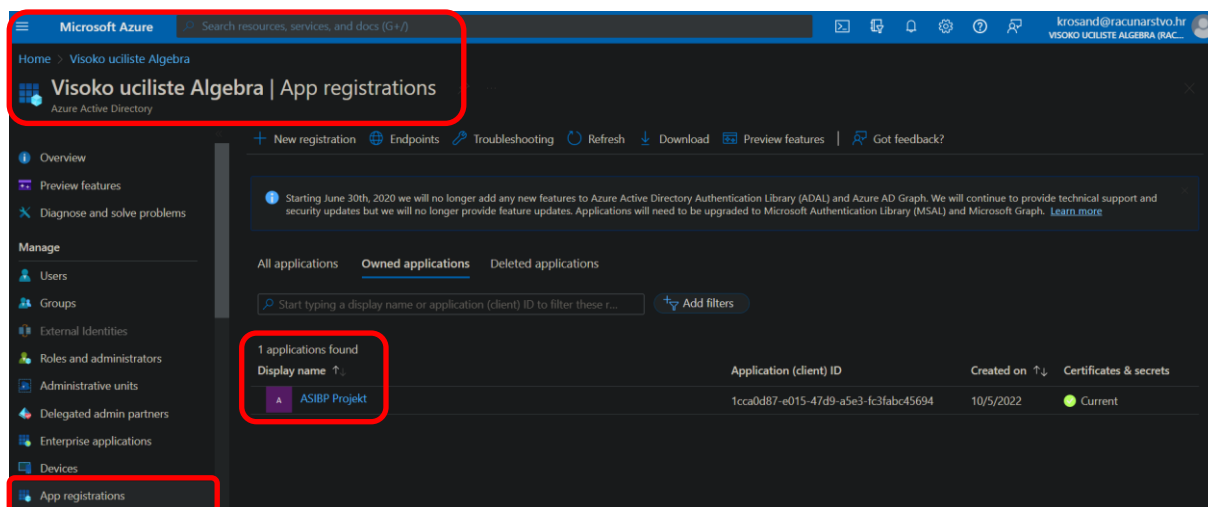 Microsoft Azure
Search resources, services, and docs (G+/)
krosand@racunarstvo.hr
VISOKO UCILISTE ALGEBRA (RAC...
Home > Visoko uciliste Algebra
Visoko uciliste Algebra | App registrations
Azure Active Directory
New registration Endpoints Troubleshooting Refresh Download Preview features | Got feedback?
Overview
Preview features
Diagnose and solve problems
Manage
Users
Groups
External Identities
Roles and administrators
Administrative units
Delegated admin partners
Enterprise applications
Devices
App registrations
Starting June 30th, 2020 we will no longer add any new features to Azure Active Directory Authentication Library (ADAL) and Azure AD Graph. We will continue to provide technical support and
security updates but we will no longer provide feature updates. Applications will need to be upgraded to Microsoft Authentication Library (MSAL) and Microsoft Graph. Learn more
All applications Owned applications Deleted applications
Start typing a display name or application (client) ID to filter these r...
Add filters
1 applications found
Display name Application (client) ID Created on Certificates & secrets
A ASIBP Projekt 1cca0d87-e015-47d9-a5e3-fc3fabc45694 10/5/2022 Current